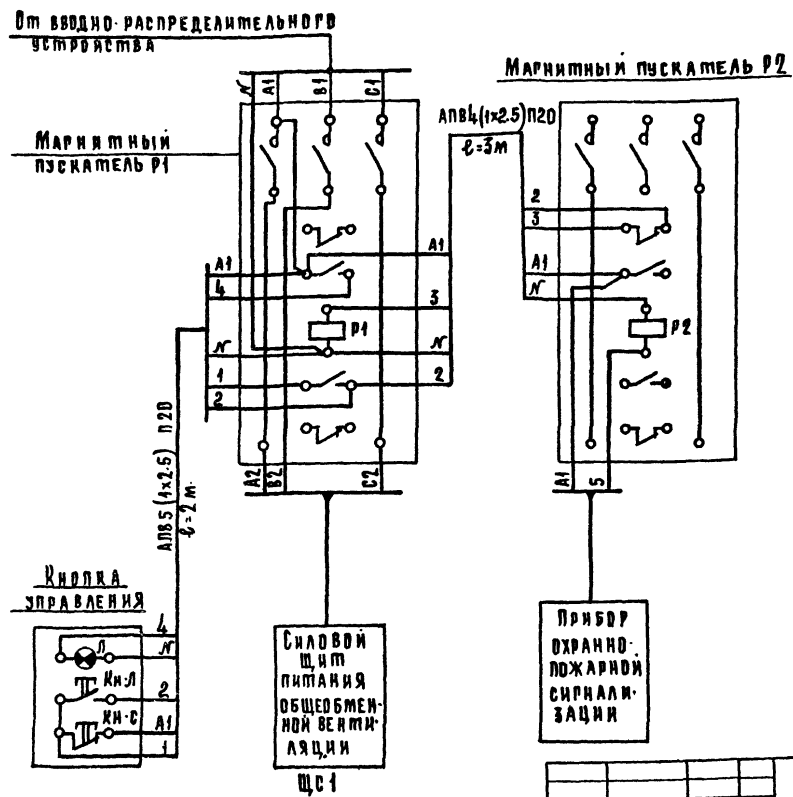 От вводно-распределительного
устройства
N
А1
В1
С1
Магнитный пускатель Р2
АПВ4(1х2.5)П20
ℓ=3м
Магнитный
пускатель Р1
2
3
А1
N
А1
4
N
1
2
А1
3
N
2
Р1
Р2
А2
В2
С2
А1
5
АПВ5(1х2.5) П20
ℓ=2м.
Кнопка
управления
4
N
2
А1
1
Л
Кн-Л
Кн-С
Силовой
щит
питания
общеобмен-
ной венти-
ляции
ЩС1
Прибор
охранно-
пожарной
сигнали-
зации